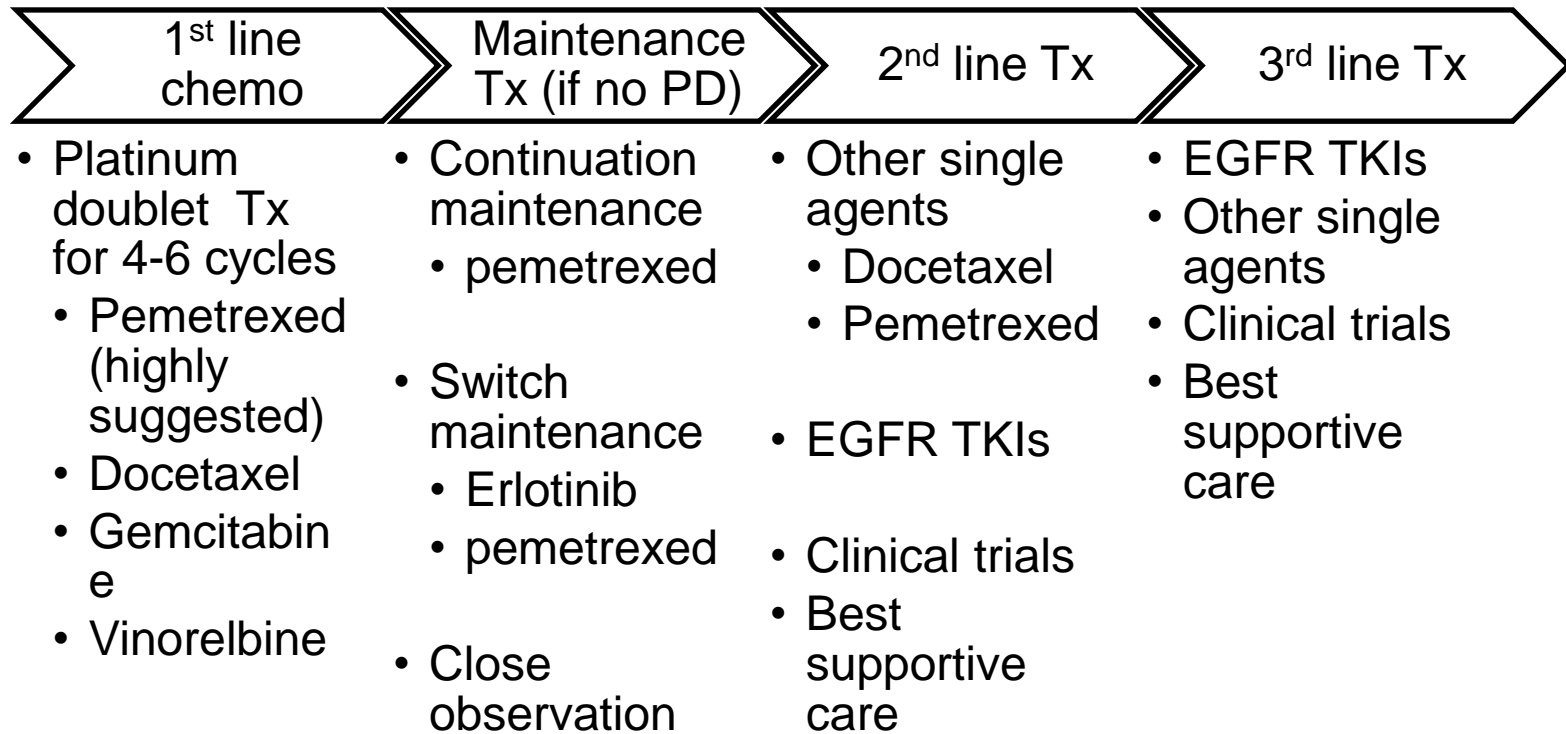 1st line
chemo
Maintenance
Tx (if no PD)
2nd line Tx
3rd line Tx
• Platinum
doublet Tx
for 4-6 cycles
• Pemetrexed
(highly
suggested)
• Docetaxel
• Gemcitabin
e
• Vinorelbine
• Continuation
maintenance
• pemetrexed
• Switch
maintenance
• Erlotinib
• pemetrexed
• Close
observation
• Other single
agents
• Docetaxel
• Pemetrexed
• EGFR TKIs
• Clinical trials
• Best
supportive
care
• EGFR TKIs
• Other single
agents
• Clinical trials
• Best
supportive
care